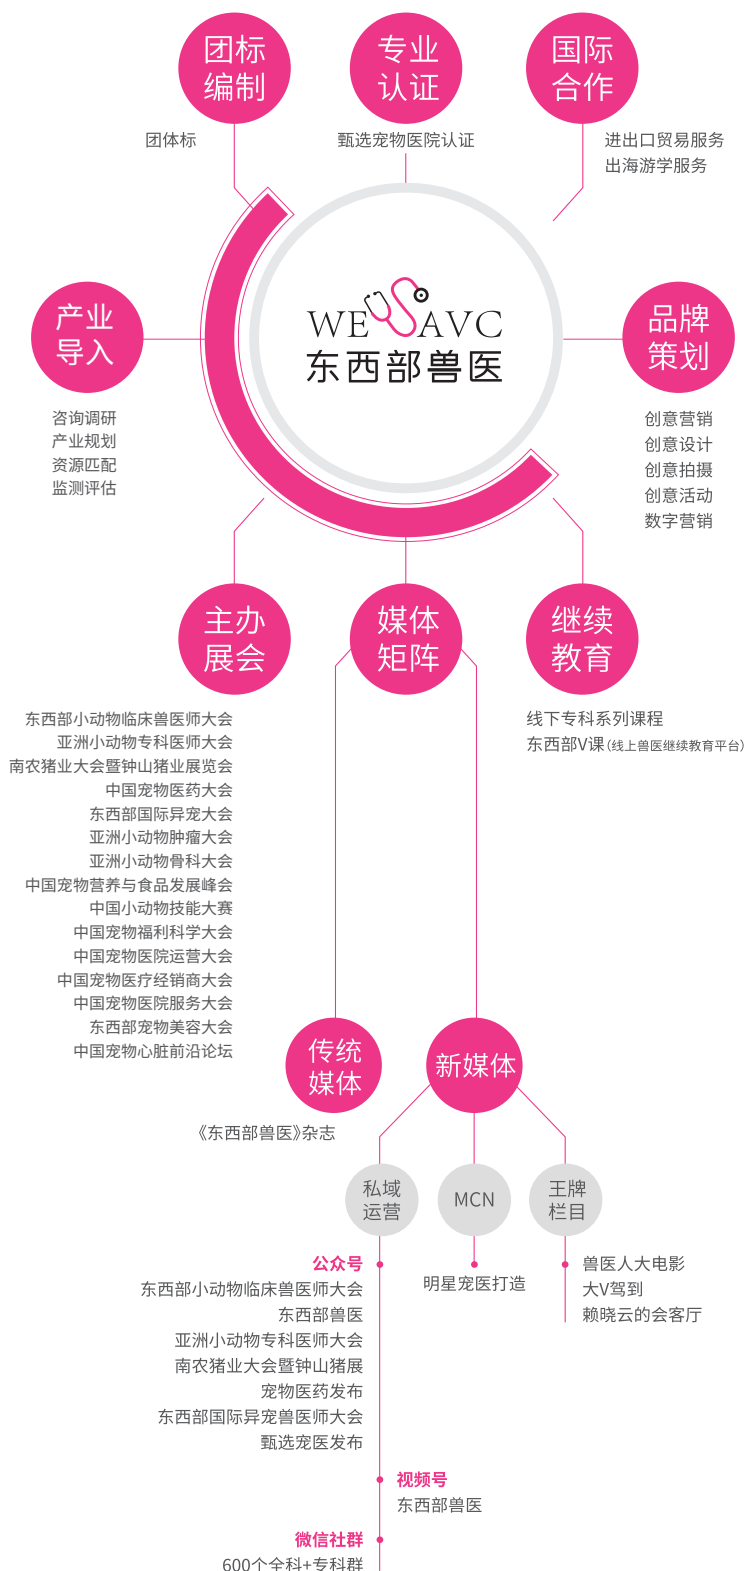 团标
编制
团体标
专业
认证
甄选宠物医院认证
国际
合作
进出口贸易服务
出海游学服务
WESAVC
东西部兽医
产业
导入
咨询调研
产业规划
资源匹配
监测评估
品牌
策划
创意营销
创意设计
创意拍摄
创意活动
数字营销
主办
展会
东西部小动物临床兽医师大会
亚洲小动物专科医师大会
南农猪业大会暨钟山猪业展览会
中国宠物医药大会
东西部国际异宠大会
亚洲小动物肿瘤大会
亚洲小动物骨科大会
中国宠物营养与食品发展峰会
中国小动物技能大赛
中国宠物福利科学大会
中国宠物医院运营大会
中国宠物医疗经销商大会
中国宠物医院服务大会
东西部宠物美容大会
中国宠物心脏前沿论坛
媒体
矩阵
继续
教育
线下专科系列课程
东西部V课(线上兽医继续教育平台)
传统
媒体
《东西部兽医》杂志
新媒体
私域
运营
MCN
王牌
栏目
公众号
东西部小动物临床兽医师大会
东西部兽医
亚洲小动物专科医师大会
南农猪业大会暨钟山猪展
宠物医药发布
东西部国际异宠兽医师大会
甄选宠医发布
明星宠医打造
兽医人大电影
大V驾到
赖晓云的会客厅
视频号
东西部兽医
微信社群
600个全科+专科群